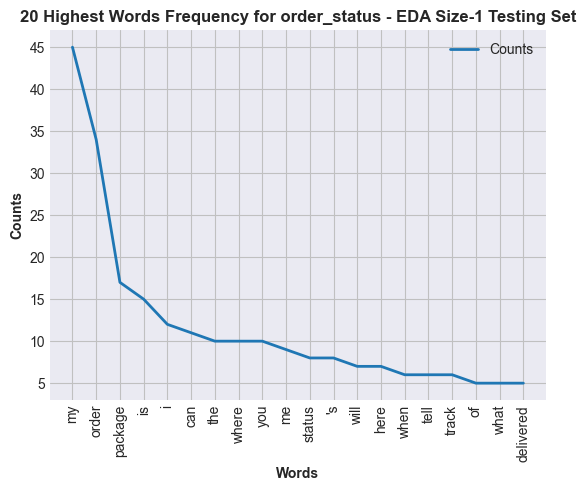 20 Highest Words Frequency for order_status - EDA Size-1 Testing Set
Counts
45
40
35
30
25
20
15
10
5
Counts
my
order
package
is
i
can
the
where
you
me
status
's
will
here
when
tell
track
of
what
delivered
Words